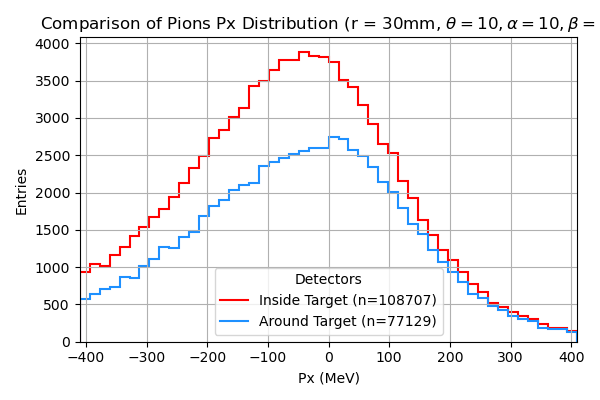 Comparison of Pions Px Distribution (r = 30mm, θ = 10, α = 10, β =
4000
3500
3000
2500
2000
1500
1000
500
0
Entries
Detectors
Inside Target (n=108707)
Around Target (n=77129)
−400 −300 −200 −100 0 100 200 300 400
Px (MeV)